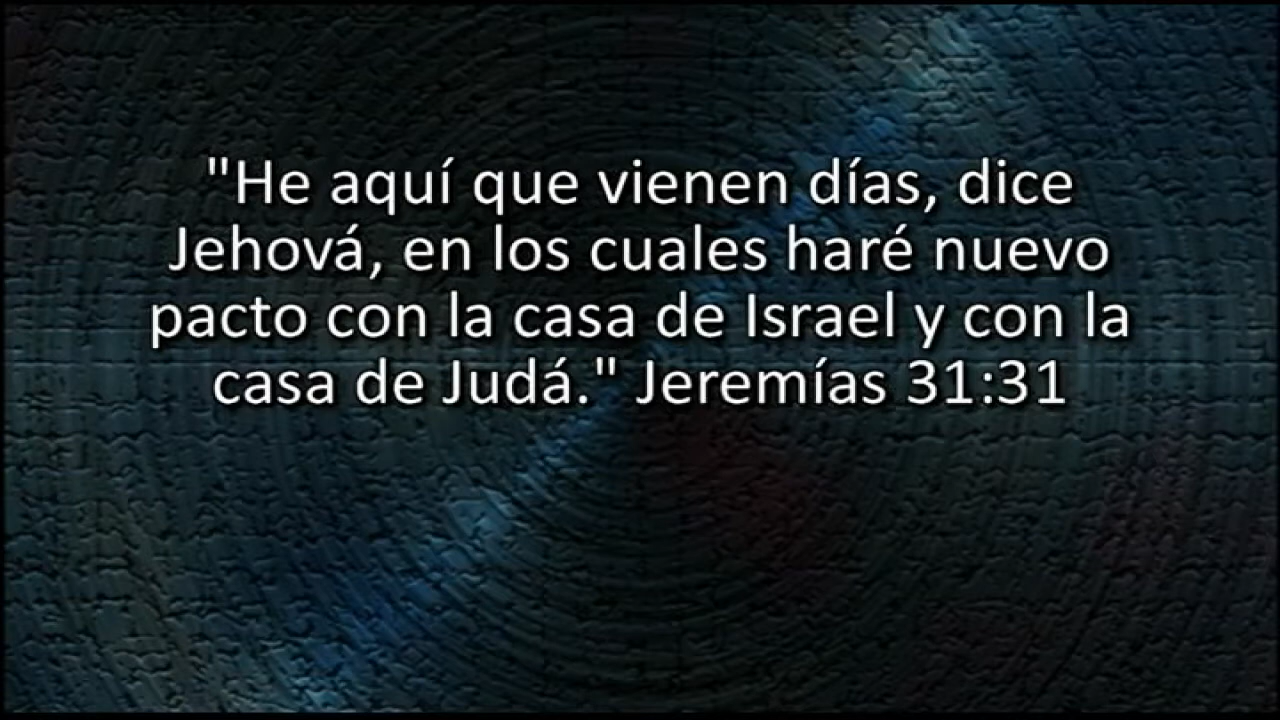 "He aquí que vienen días, dice
Jehová, en los cuales haré nuevo
pacto con la casa de Israel y con la
casa de Judá." Jeremías 31:31